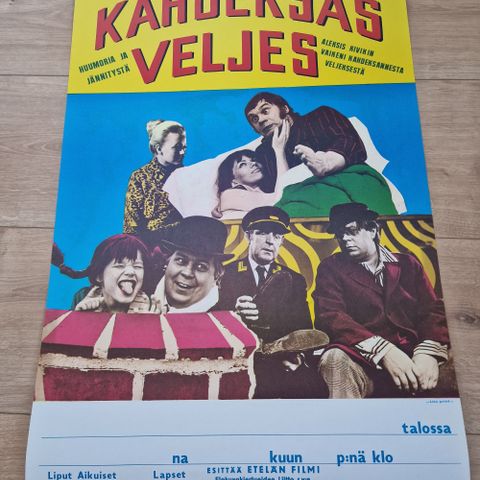 KAHDEKSAS
VELJES
HUUMORIA JA
JÄNNITYSTÄ
ALEKSIS KIVIKIN
VAIKENI KAHDEKSANNESTA
VELJEKSESTÄ
talossa
na kuun p:nä klo
Liput Aikuiset Lapset ESITTÄÄ ETELÄN FILMI